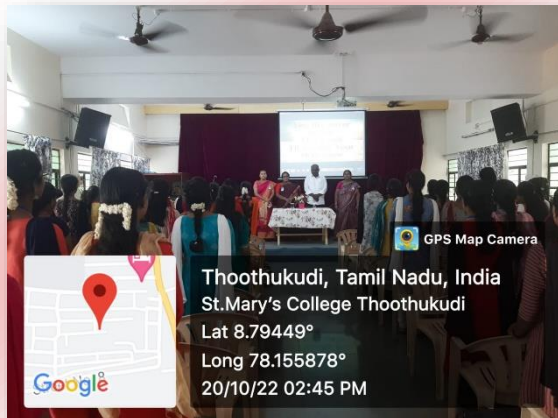 GPS Map Camera
Thoothukudi, Tamil Nadu, India
St.Mary's College Thoothukudi
Lat 8.79449°
Long 78.155878°
20/10/22 02:45 PM
Google